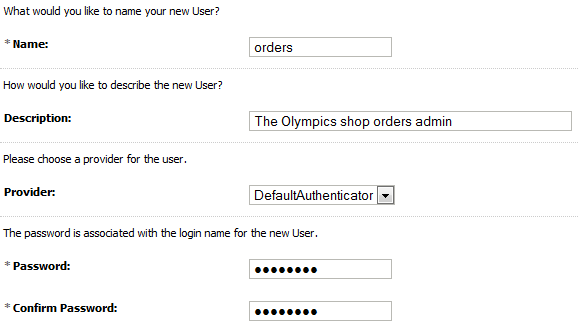 What would you like to name your new User?
* Name: orders
How would you like to describe the new User?
Description: The Olympics shop orders admin
Please choose a provider for the user.
Provider: DefaultAuthenticator
The password is associated with the login name for the new User.
* Password: ●●●●●●●●
* Confirm Password: ●●●●●●●●